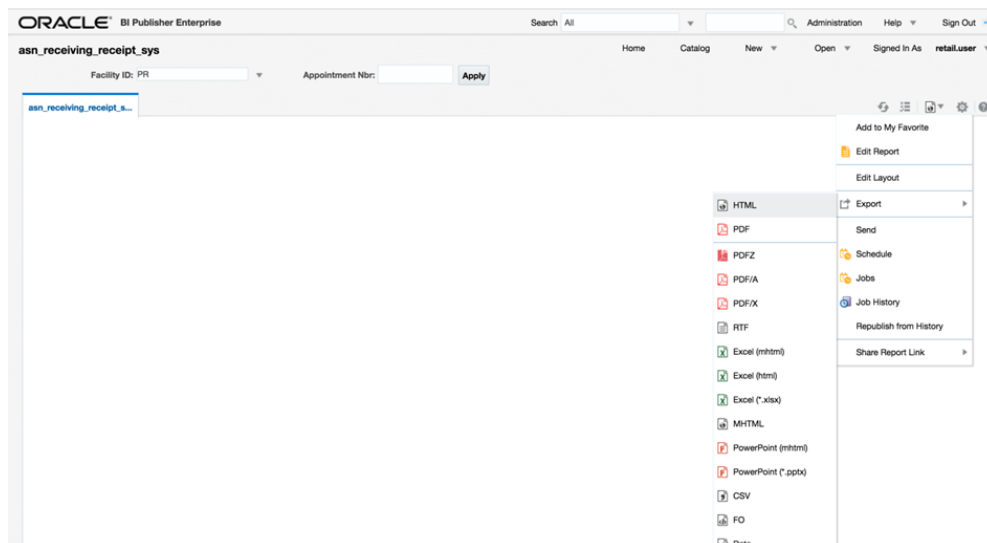 ORACLE BI Publisher Enterprise Search All Administration Help Sign Out
asn_receiving_receipt_sys Home Catalog New Open Signed In As retail.user
Facility ID: PR Appointment Nbr: Apply
asn_receiving_receipt_s...
Add to My Favorite
Edit Report
Edit Layout
Export
Send
Schedule
Jobs
Job History
Republish from History
Share Report Link
HTML
PDF
PDFZ
PDF/A
PDF/X
RTF
Excel (mhtml)
Excel (html)
Excel (*.xlsx)
MHTML
PowerPoint (mhtml)
PowerPoint (*.pptx)
CSV
FO